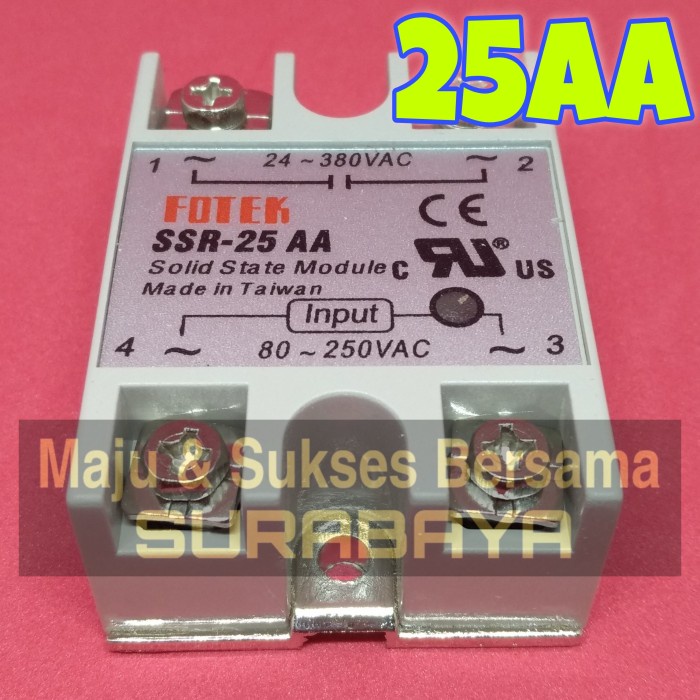 25AA
1 ~ 24 ~ 380VAC ~ 2
FOTEK
CE
SSR-25 AA
Solid State Module
C RU ® US
Made in Taiwan
Input
4 ~ 80 ~ 250VAC ~ 3
Maju & Sukses Bersama
SURABAYA